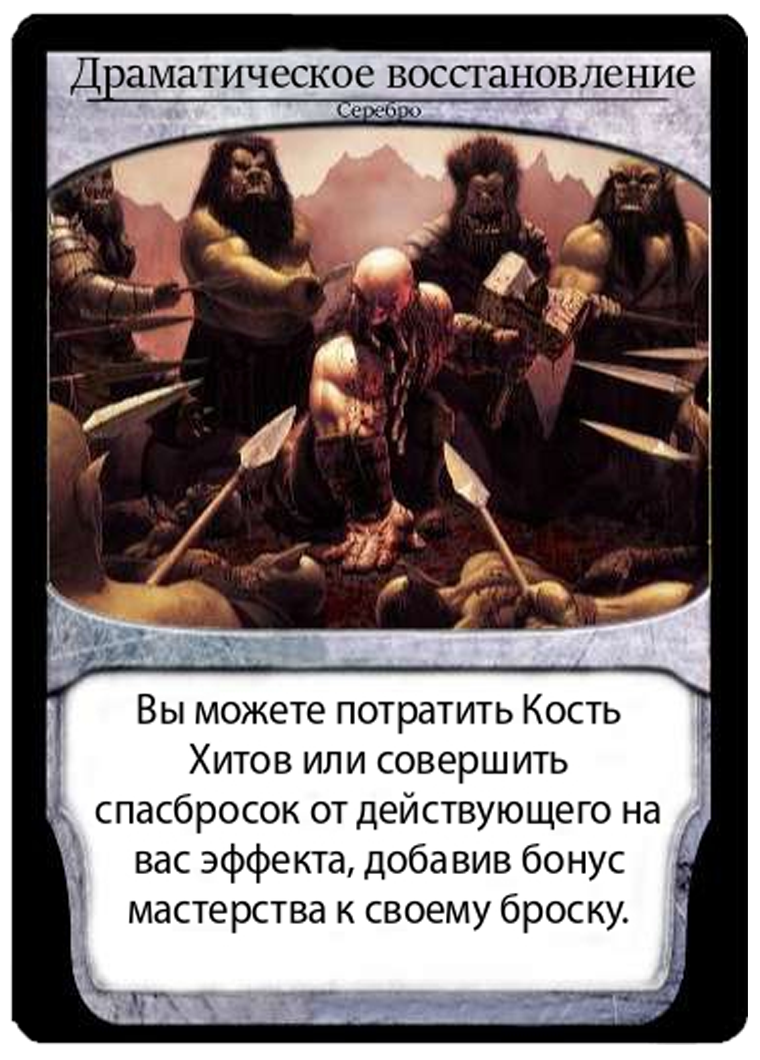 Драматическое восстановление
Серебро
Вы можете потратить Кость
Хитов или совершить
спасбросок от действующего на
вас эффекта, добавив бонус
мастерства к своему броску.